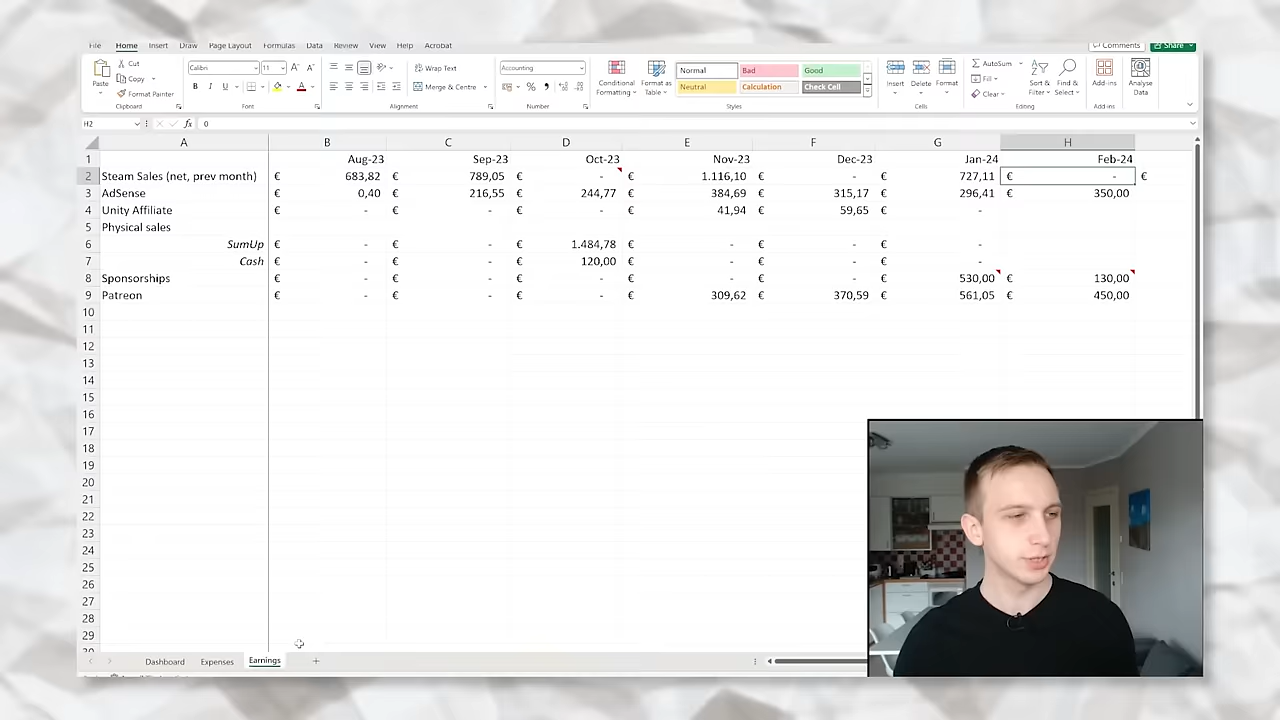 File Home Insert Draw Page Layout Formulas Data Review View Help Acrobat Comments Share
Paste Cut Copy Format Painter Clipboard
Calibri 11 A A B I U A Font
Wrap Text Merge & Centre Alignment
Accounting % Number
Conditional Formatting Format as Table
Normal Bad Good
Neutral Calculation Check Cell
Styles
Insert Delete Format Cells
AutoSum Fill Clear Sort & Filter Find & Select Editing
Add-ins Add-ins
Analyse Data
H2 fx 0
A B C D E F G H
1 Aug-23 Sep-23 Oct-23 Nov-23 Dec-23 Jan-24 Feb-24
2 Steam Sales (net, prev month) € 683,82 € 789,05 € - € 1.116,10 € - € 727,11 € - €
3 AdSense € 0,40 € 216,55 € 244,77 € 384,69 € 315,17 € 296,41 € 350,00
4 Unity Affiliate € - € - € - € 41,94 € 59,65 € -
5 Physical sales
6 SumUp € - € - € 1.484,78 € - € - € -
7 Cash € - € - € 120,00 € - € - € -
8 Sponsorships € - € - € - € - € - € 530,00 € 130,00
9 Patreon € - € - € - € 309,62 € 370,59 € 561,05 € 450,00
10
11
12
13
14
15
16
17
18
19
20
21
22
23
24
25
26
27
28
29
Dashboard Expenses Earnings +